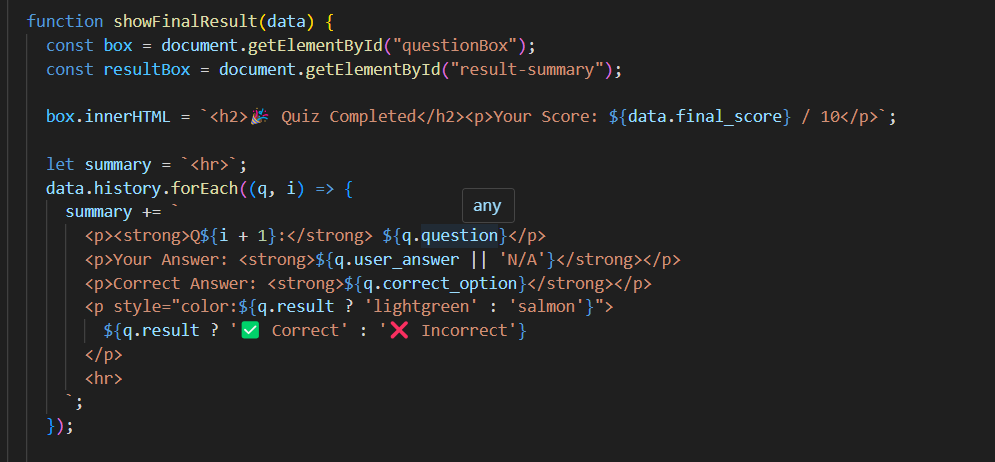 function showFinalResult(data) {
const box = document.getElementById("questionBox");
const resultBox = document.getElementById("result-summary");
box.innerHTML = `<h2>🎉 Quiz Completed</h2><p>Your Score: ${data.final_score} / 10</p>`;
let summary = `<hr>`;
data.history.forEach((q, i) => {
summary += `
any
<p><strong>Q${i + 1}:</strong> ${q.question}</p>
<p>Your Answer: <strong>${q.user_answer || 'N/A'}</strong></p>
<p>Correct Answer: <strong>${q.correct_option}</strong></p>
<p style="color:${q.result ? 'lightgreen' : 'salmon'}">
${q.result ? '✅ Correct' : '❌ Incorrect'}
</p>
<hr>
`;
});